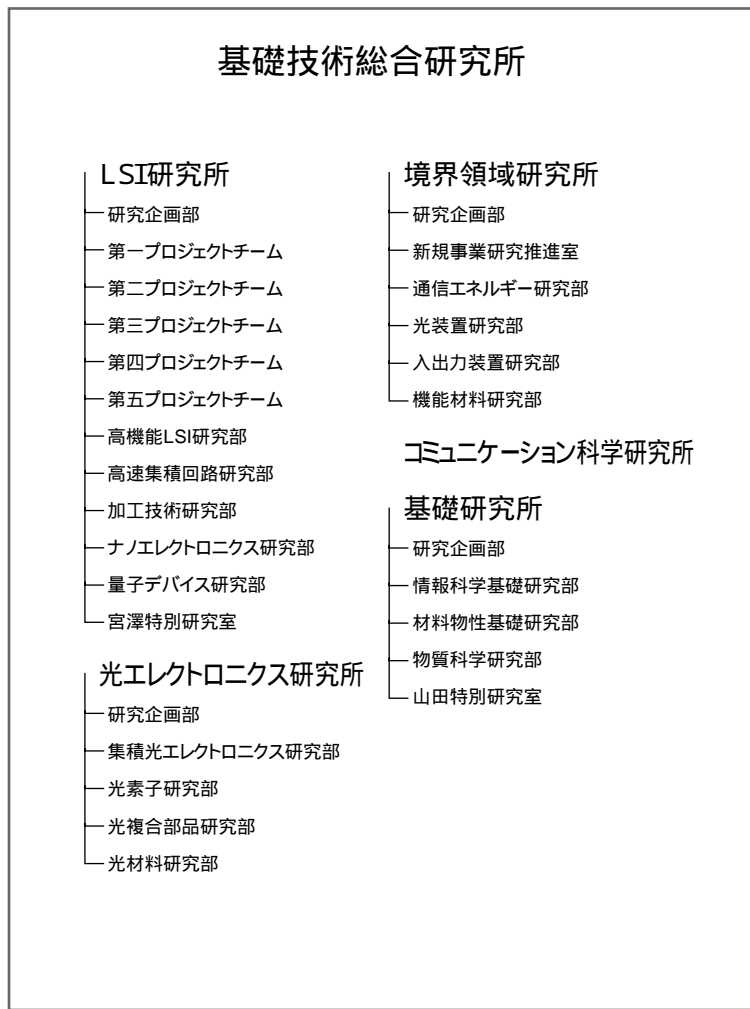 基礎技術総合研究所
LSI研究所
研究企画部
第一プロジェクトチーム
第二プロジェクトチーム
第三プロジェクトチーム
第四プロジェクトチーム
第五プロジェクトチーム
高機能LSI研究部
高速集積回路研究部
加工技術研究部
ナノエレクトロニクス研究部
量子デバイス研究部
宮澤特別研究室
光エレクトロニクス研究所
研究企画部
集積光エレクトロニクス研究部
光素子研究部
光複合部品研究部
光材料研究部
境界領域研究所
研究企画部
新規事業研究推進室
通信エネルギー研究部
光装置研究部
入出力装置研究部
機能材料研究部
コミュニケーション科学研究所
基礎研究所
研究企画部
情報科学基礎研究部
材料物性基礎研究部
物質科学研究部
山田特別研究室